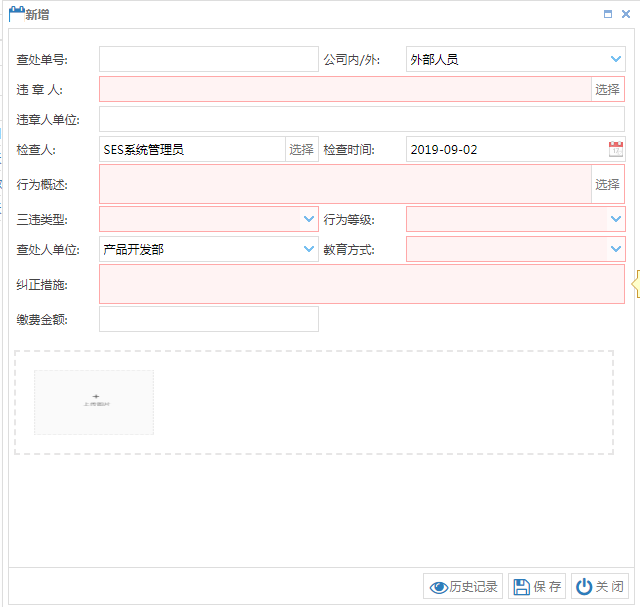 新增
查处单号: 公司内/外: 外部人员
违 章 人: 选择
违章人单位:
检查人: SES系统管理员 选择 检查时间: 2019-09-02
行为概述: 选择
三违类型: 行为等级:
查处人单位: 产品开发部 教育方式:
纠正措施:
缴费金额:
历史记录 保 存 关 闭